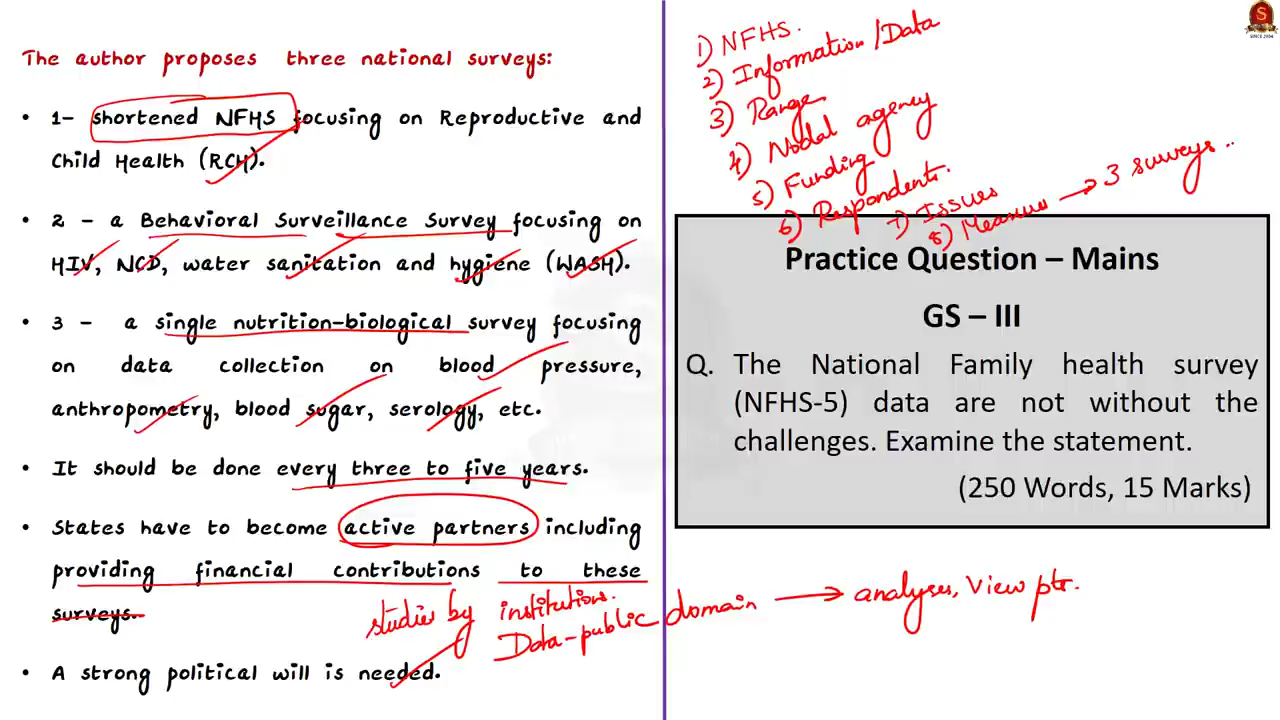 The author proposes three national surveys:
• 1- shortened NFHS focusing on Reproductive and
Child Health (RCH).
• 2 - a Behavioral Surveillance Survey focusing on
HIV, NCD, water sanitation and hygiene (WASH).
• 3 - a single nutrition-biological survey focusing
on data collection on blood pressure,
anthropometry, blood sugar, serology, etc.
• It should be done every three to five years.
• States have to become active partners including
providing financial contributions to these
surveys.
studies by institutions.
Data-public domain → analyses, View ptr.
• A strong political will is needed.
1) NFHS.
2) Information/Data
3) Range
4) Nodal agency
5) Funding
6) Respondents.
7) Issues
8) Measures → 3 surveys..
Practice Question – Mains
GS – III
Q. The National Family health survey
(NFHS-5) data are not without the
challenges. Examine the statement.
(250 Words, 15 Marks)
S
SINCE 2004